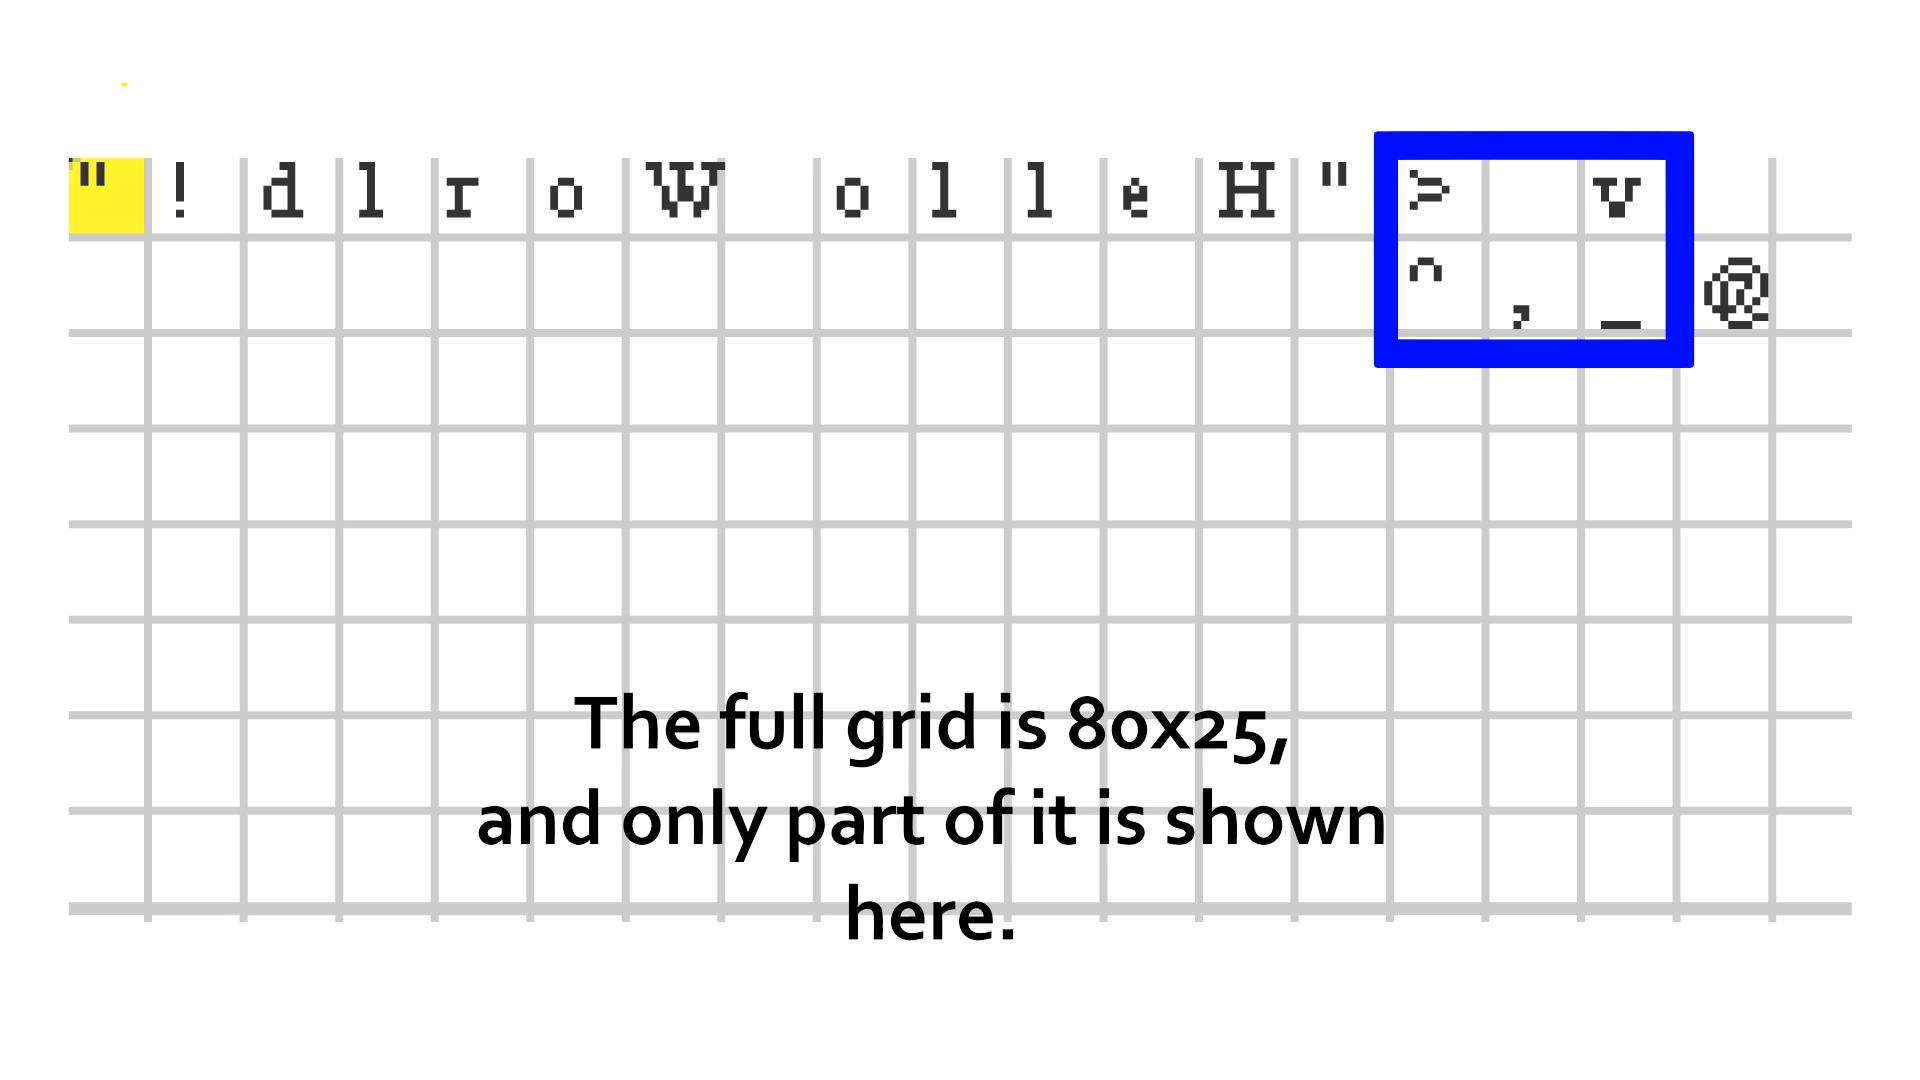 "!dlroW olleH"> v
^,_@
The full grid is 80x25,
and only part of it is shown
here.